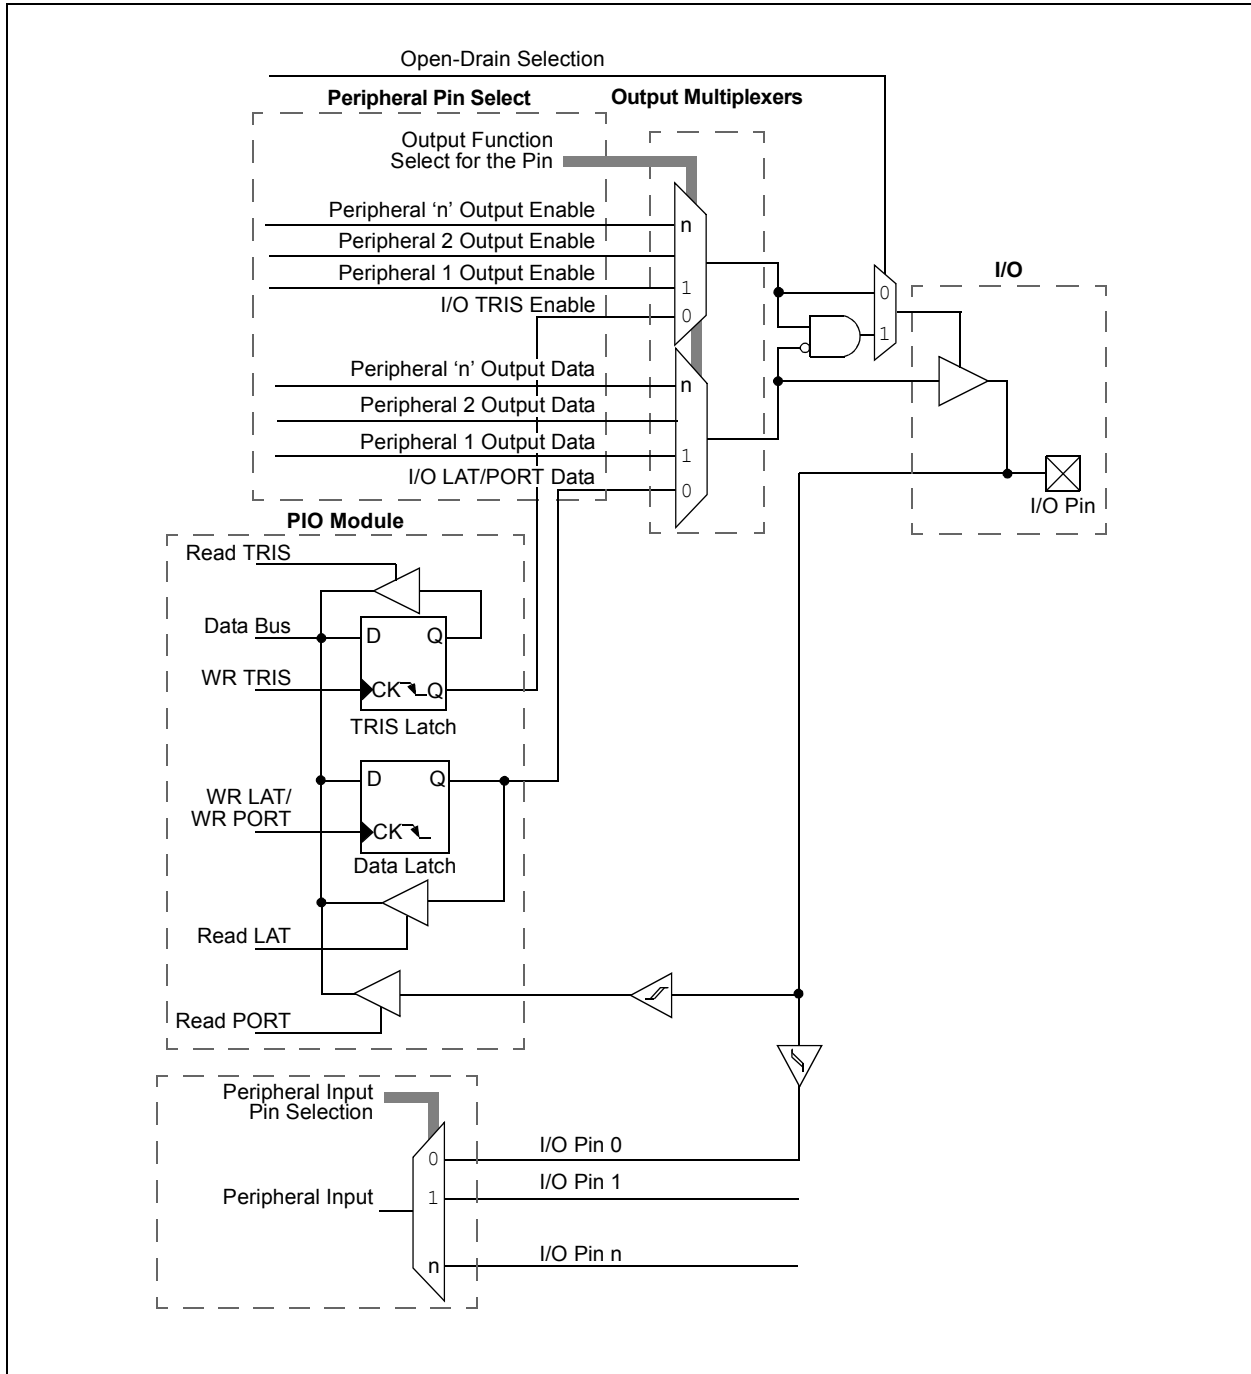 Open-Drain Selection
Peripheral Pin Select
Output Multiplexers
Output Function
Select for the Pin
Peripheral ‘n’ Output Enable
n
Peripheral 2 Output Enable
Peripheral 1 Output Enable
1
I/O TRIS Enable
0
I/O
0
1
Peripheral ‘n’ Output Data
n
Peripheral 2 Output Data
Peripheral 1 Output Data
1
I/O LAT/PORT Data
0
I/O Pin
PIO Module
Read TRIS
Data Bus
D Q
WR TRIS
CK Q
TRIS Latch
D Q
WR LAT/
WR PORT
CK
Data Latch
Read LAT
Read PORT
Peripheral Input
Pin Selection
I/O Pin 0
0
I/O Pin 1
Peripheral Input
1
I/O Pin n
n